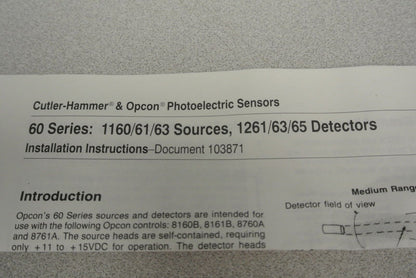 Cutler-Hammer® & Opcon® Photoelectric Sensors
60 Series: 1160/61/63 Sources, 1261/63/65 Detectors
Installation Instructions–Document 103871
Introduction
Opcon's 60 Series sources and detectors are intended for
use with the following Opcon controls: 8160B, 8161B, 8760A
and 8761A. The source heads are self-contained, requiring
only +11 to +15VDC for operation. The detector heads
Medium Rang
Detector field of view